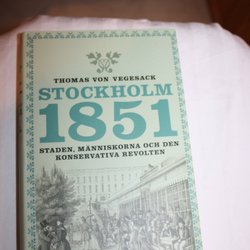 THOMAS VON VEGESACK
STOCKHOLM
1851
STADEN, MÄNNISKORNA OCH DEN
KONSERVATIVA REVOLTEN